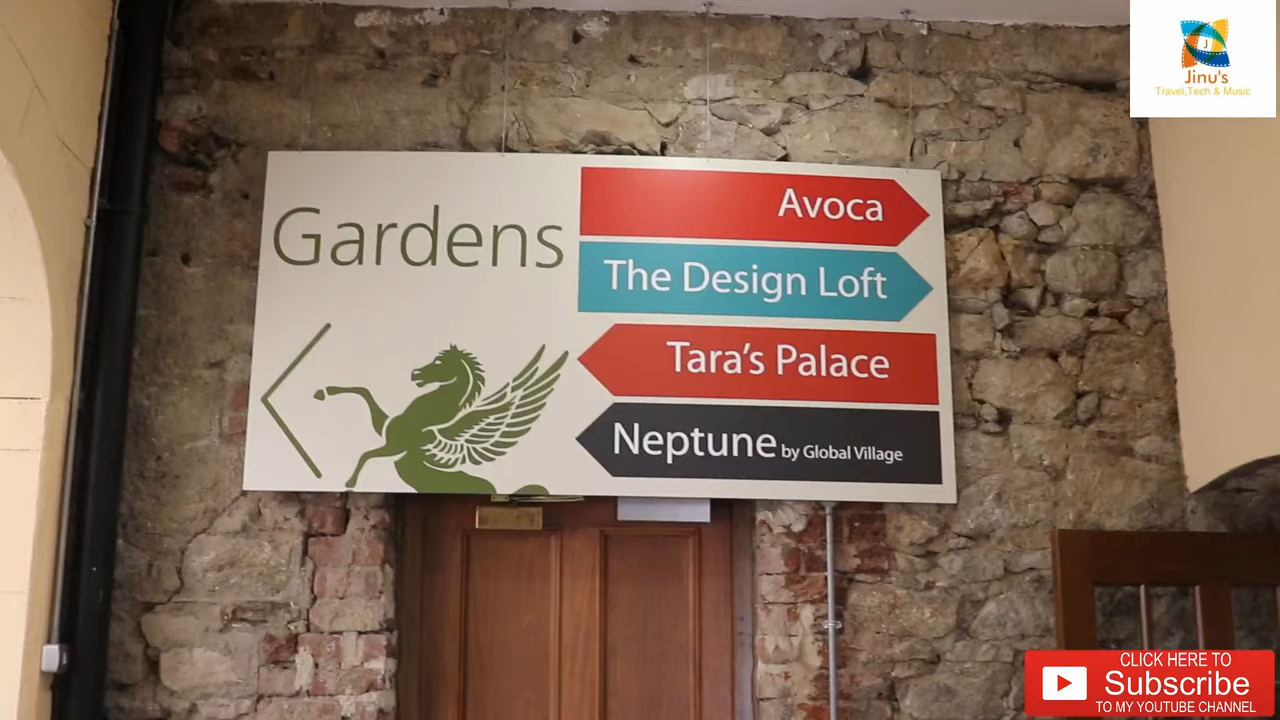 J
Jinu's
Travel,Tech & Music
Gardens
Avoca
The Design Loft
Tara's Palace
Neptune by Global Village
CLICK HERE TO
Subscribe
TO MY YOUTUBE CHANNEL